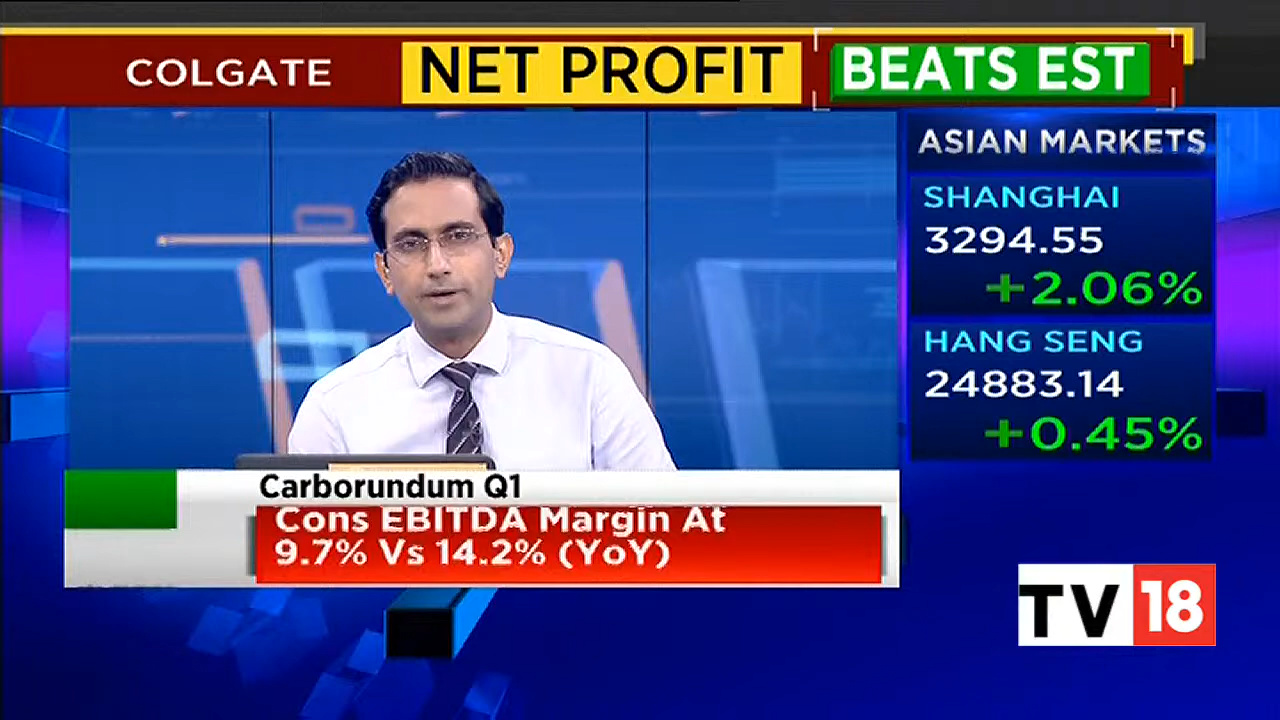 COLGATE NET PROFIT BEATS EST
ASIAN MARKETS
SHANGHAI
3294.55
+2.06%
HANG SENG
24883.14
+0.45%
Carborundum Q1
Cons EBITDA Margin At
9.7% Vs 14.2% (YoY)
TV18